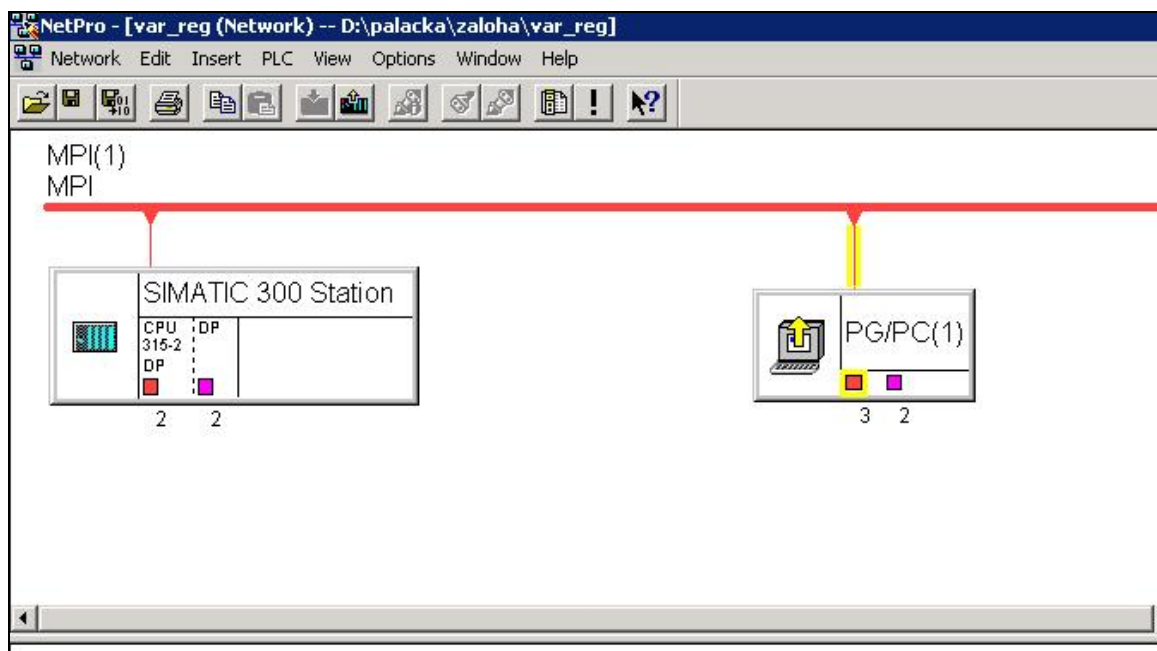 NetPro - [var_reg (Network) -- D:\palacka\zaloha\var_reg]
Network Edit Insert PLC View Options Window Help
MPI(1)
MPI
SIMATIC 300 Station
CPU
315-2
DP
DP
2 2
PG/PC(1)
3 2